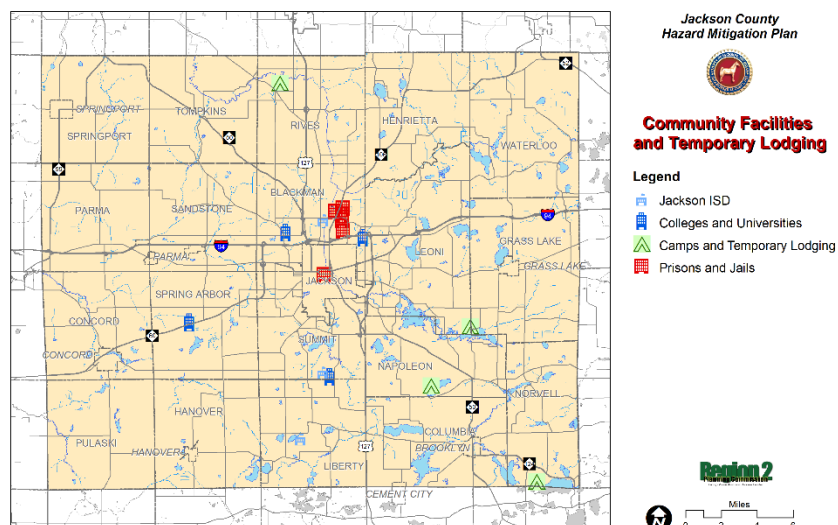 Jackson County
Hazard Mitigation Plan
Community Facilities
and Temporary Lodging
Legend
Jackson ISD
Colleges and Universities
Camps and Temporary Lodging
Prisons and Jails
Region 2
Miles
N
SPRINGPORT
TOMPKINS
SPRINGPORT
RIVES
HENRIETTA
WATERLOO
127
BLACKMAN
PARMA
SANDSTONE
94
94
PARMA
LEONI
GRASS LAKE
GRASS LAKE
SPRING ARBOR
JACKSON
CONCORD
CONCORD
SUMMIT
NAPOLEON
NORVELL
HANOVER
COLUMBIA
PULASKI
HANOVER
127
BROOKLYN
LIBERTY
CEMENT CITY